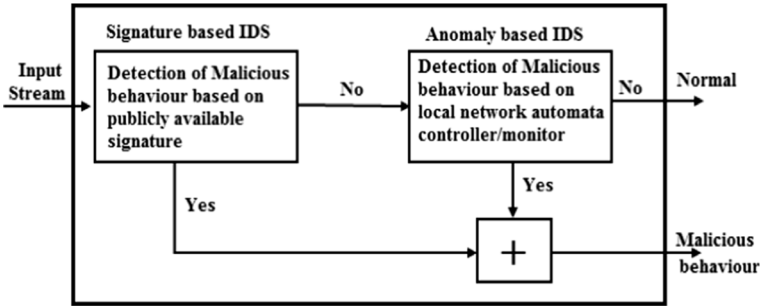 Signature based IDS
Anomaly based IDS
Input
Stream
Detection of Malicious
behaviour based on
publicly available
signature
No
Detection of Malicious
behaviour based on
local network automata
controller/monitor
No
Normal
Yes
Yes
+
Malicious
behaviour